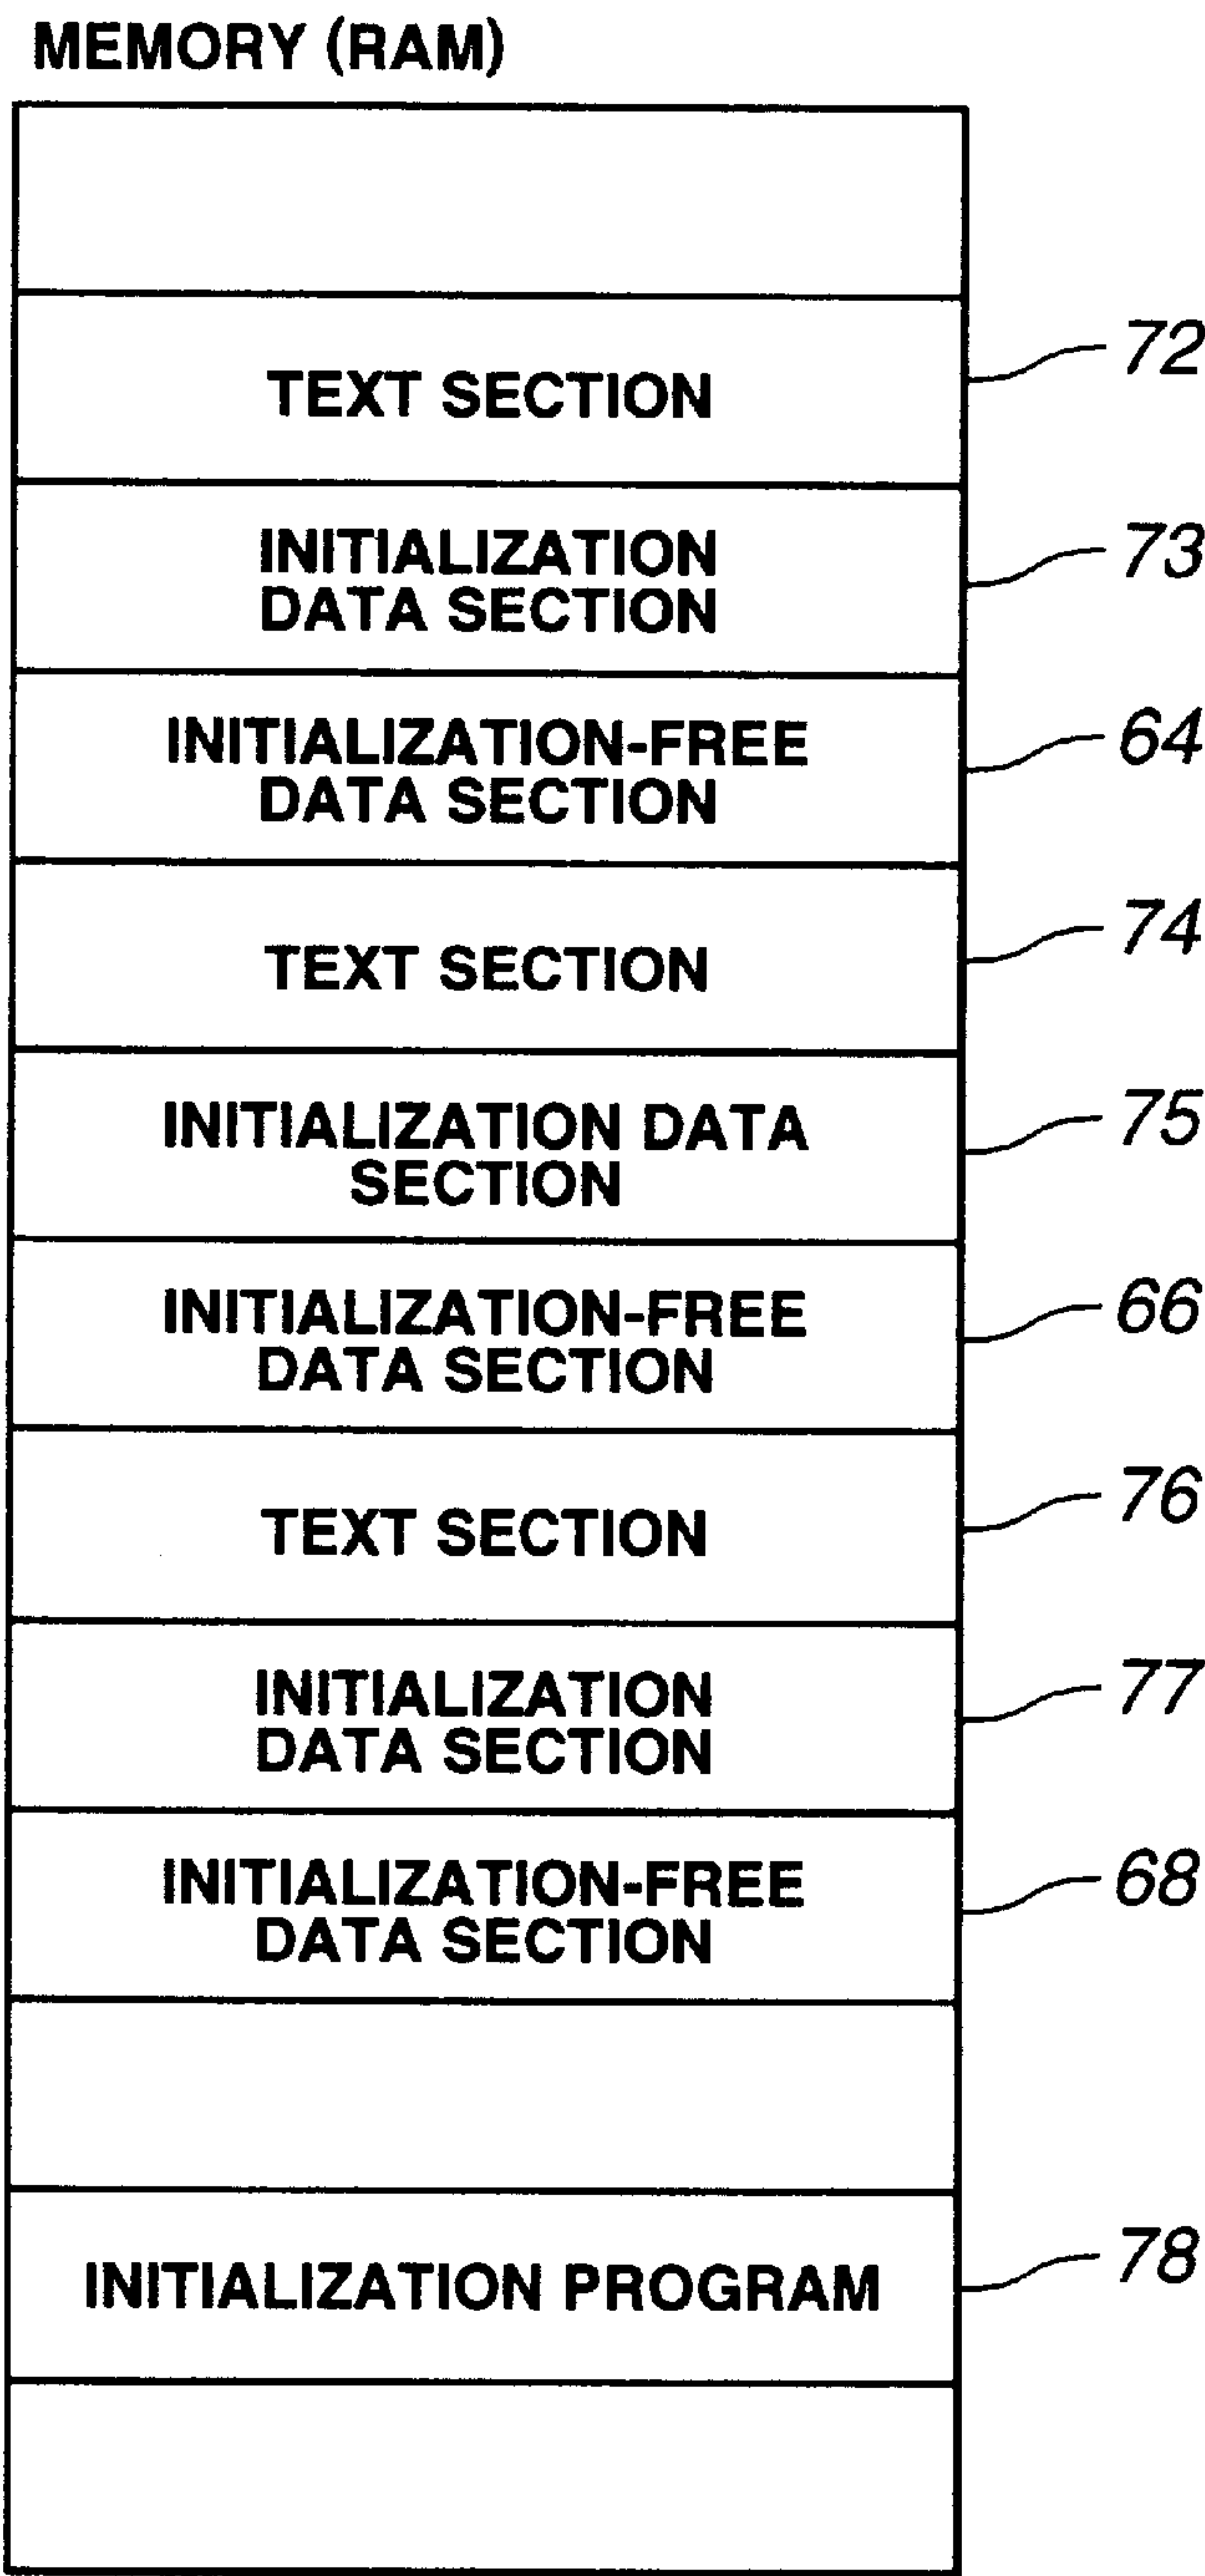 MEMORY (RAM)
72
TEXT SECTION
73
INITIALIZATION
DATA SECTION
64
INITIALIZATION-FREE
DATA SECTION
74
TEXT SECTION
75
INITIALIZATION DATA
SECTION
66
INITIALIZATION-FREE
DATA SECTION
76
TEXT SECTION
77
INITIALIZATION
DATA SECTION
68
INITIALIZATION-FREE
DATA SECTION
78
INITIALIZATION PROGRAM